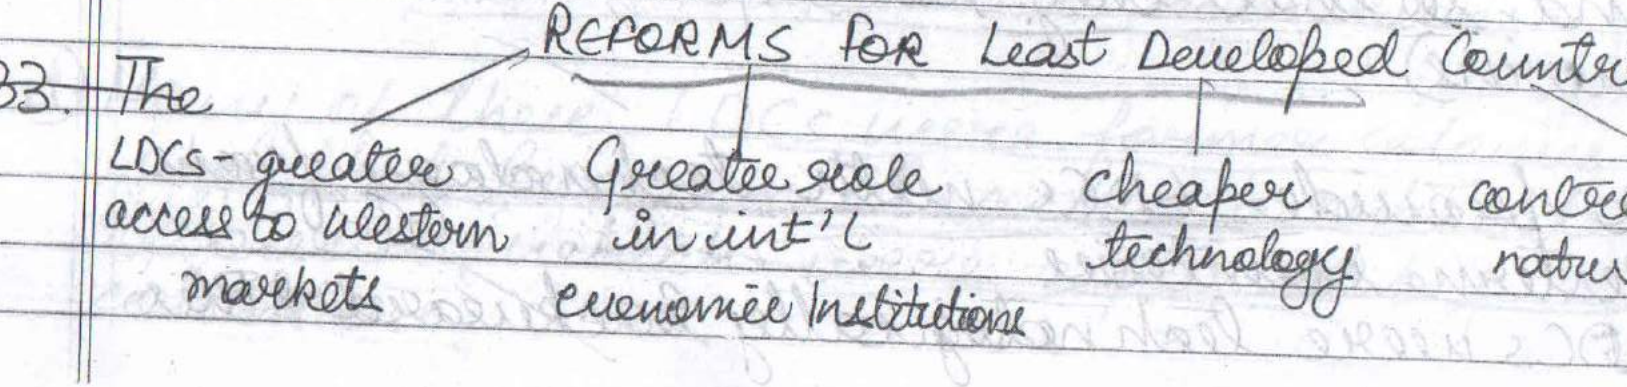 REFORMS FOR Least Developed Countr
33. The
LDCs - greater Greater role cheaper contro
access to Western in int'l technology natur
markets economic Institutions